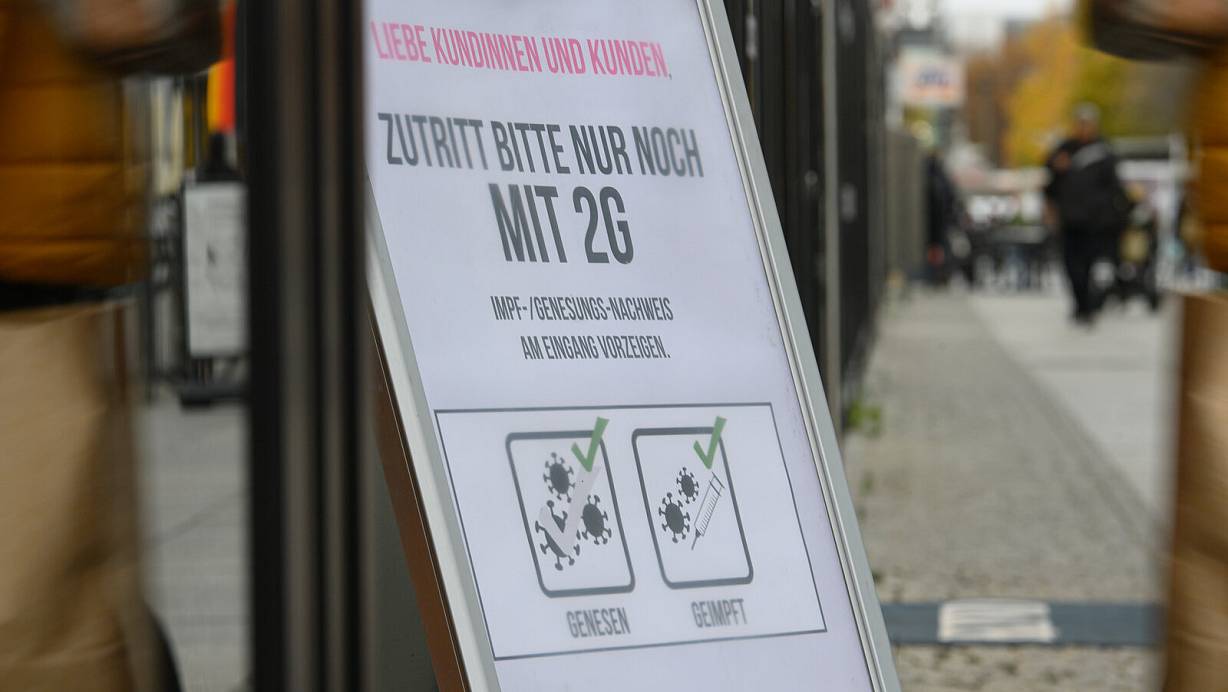 LIEBE KUNDINNEN UND KUNDEN,
ZUTRITT BITTE NUR NOCH
MIT 2G
IMPF-/GENESUNGS-NACHWEIS
AM EINGANG VORZEIGEN.
GENESEN
GEIMPFT